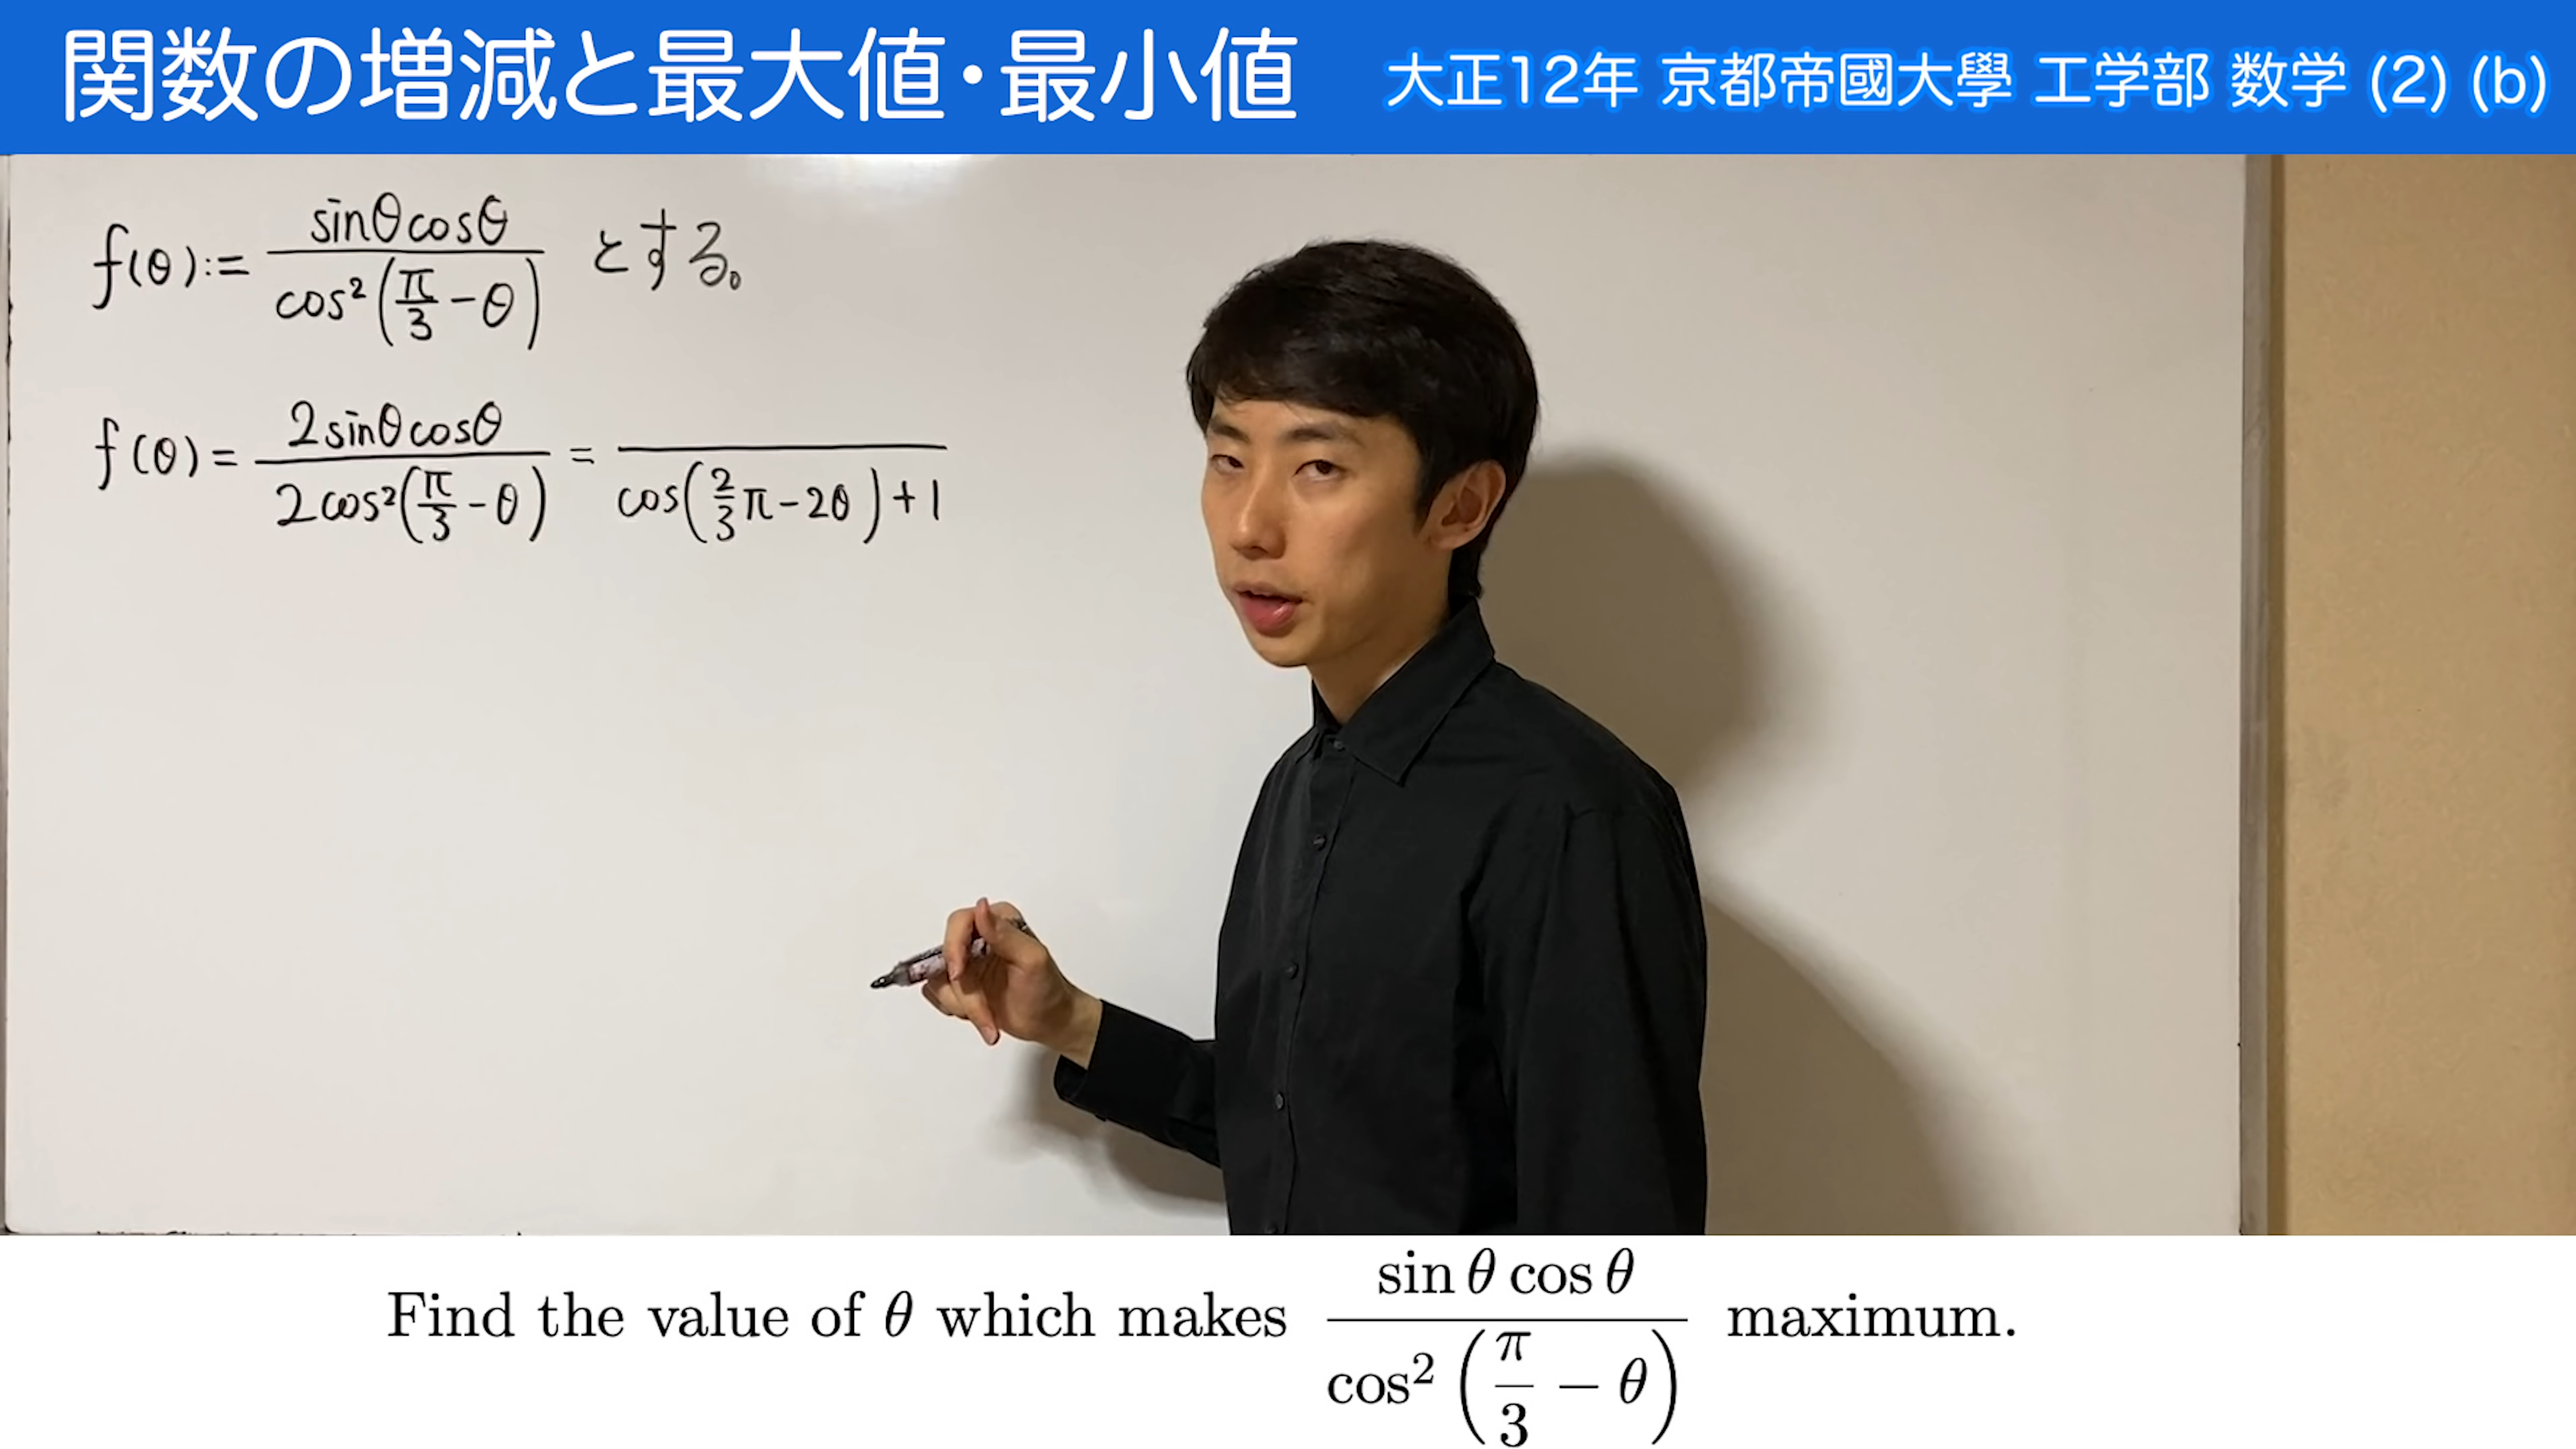 関数の増減と最大値・最小値 大正12年 京都帝國大學 工学部 数学 (2) (b)
f(θ):= sinθcosθ / cos²(π/3 − θ) とする。
f(θ) = 2sinθcosθ / 2cos²(π/3 − θ) = / cos(2/3 π − 2θ) + 1
Find the value of θ which makes sin θ cos θ / cos² (π/3 − θ) maximum.